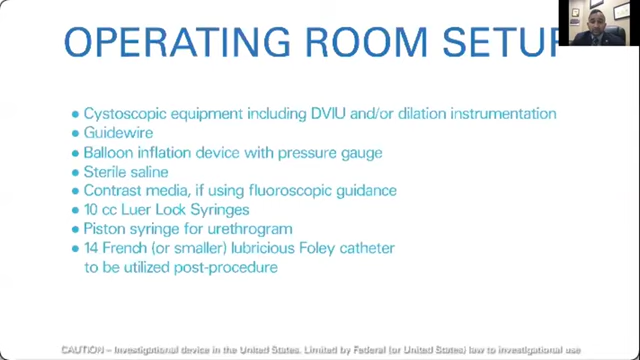 OPERATING ROOM SETUP
• Cystoscopic equipment including DVIU and/or dilation instrumentation
• Guidewire
• Balloon inflation device with pressure gauge
• Sterile saline
• Contrast media, if using fluoroscopic guidance
• 10 cc Luer Lock Syringes
• Piston syringe for urethrogram
• 14 French (or smaller) lubricious Foley catheter
to be utilized post-procedure
CAUTION – Investigational device in the United States. Limited by Federal (or United States) law to investigational use